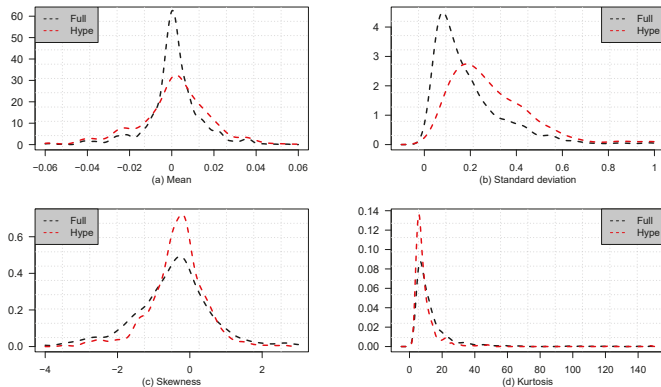 Full
Hype
60
50
40
30
20
10
0
−0.06 −0.04 −0.02 0 0.02 0.04 0.06
(a) Mean
Full
Hype
4
3
2
1
0
0 0.2 0.4 0.6 0.8 1
(b) Standard deviation
Full
Hype
0.6
0.4
0.2
0.0
−4 −2 0 2
(c) Skewness
Full
Hype
0.14
0.12
0.10
0.08
0.06
0.04
0.02
0.00
0 20 40 60 80 100 120 140
(d) Kurtosis